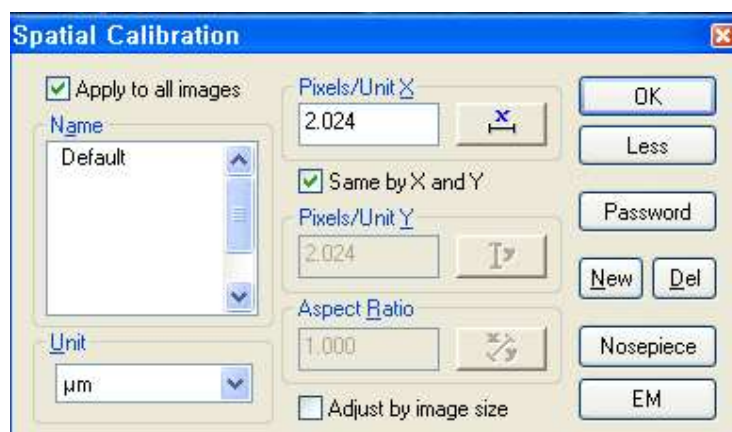 Spatial Calibration
Apply to all images
Name
Default
Unit
µm
Pixels/Unit X
2.024
x
Same by X and Y
Pixels/Unit Y
2.024
y
Aspect Ratio
1.000
x/y
Adjust by image size
OK
Less
Password
New Del
Nosepiece
EM